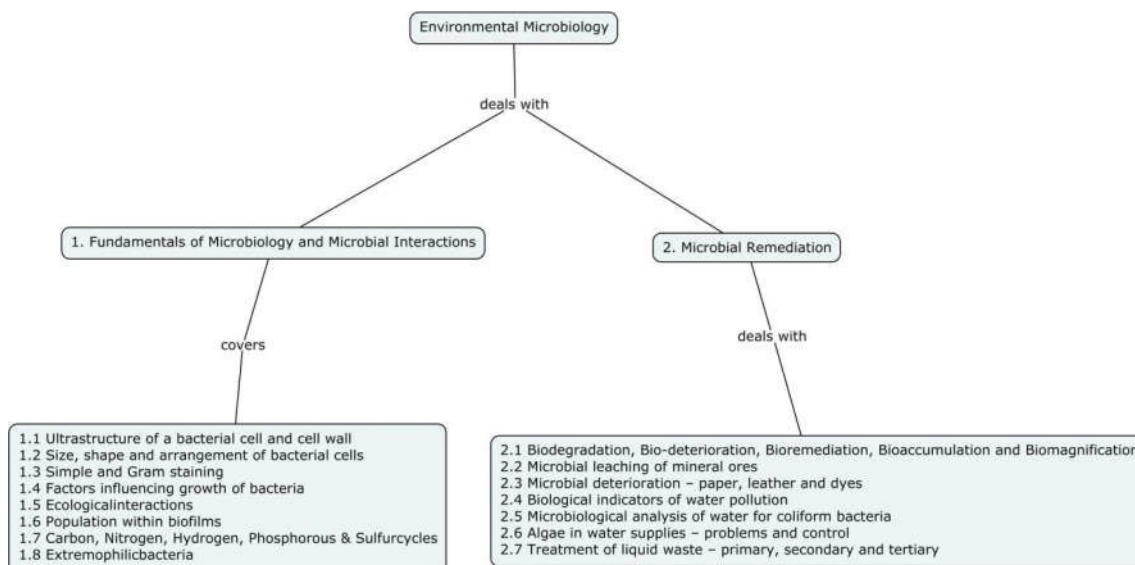 Environmental Microbiology
deals with
1. Fundamentals of Microbiology and Microbial Interactions
2. Microbial Remediation
covers
deals with
1.1 Ultrastructure of a bacterial cell and cell wall
1.2 Size, shape and arrangement of bacterial cells
1.3 Simple and Gram staining
1.4 Factors influencing growth of bacteria
1.5 Ecologicalinteractions
1.6 Population within biofilms
1.7 Carbon, Nitrogen, Hydrogen, Phosphorous & Sulfurcycles
1.8 Extremophilicbacteria
2.1 Biodegradation, Bio-deterioration, Bioremediation, Bioaccumulation and Biomagnification
2.2 Microbial leaching of mineral ores
2.3 Microbial deterioration – paper, leather and dyes
2.4 Biological indicators of water pollution
2.5 Microbiological analysis of water for coliform bacteria
2.6 Algae in water supplies – problems and control
2.7 Treatment of liquid waste – primary, secondary and tertiary